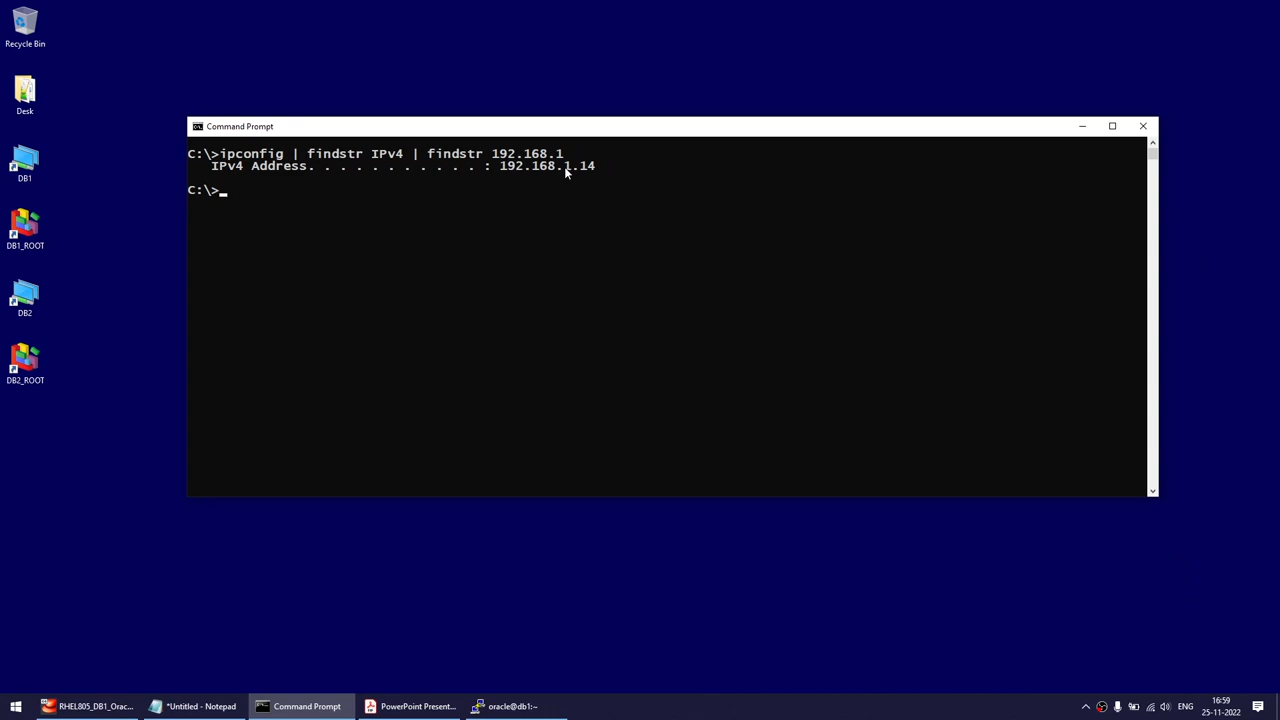 Recycle Bin
Desk
DB1
DB1_ROOT
DB2
DB2_ROOT
Command Prompt
C:\>ipconfig | findstr IPv4 | findstr 192.168.1
IPv4 Address. . . . . . . . . . . : 192.168.1.14
C:\>
RHEL805_DB1_Orac...
*Untitled - Notepad
Command Prompt
PowerPoint Present...
oracle@db1:~
ENG
16:59
25-11-2022